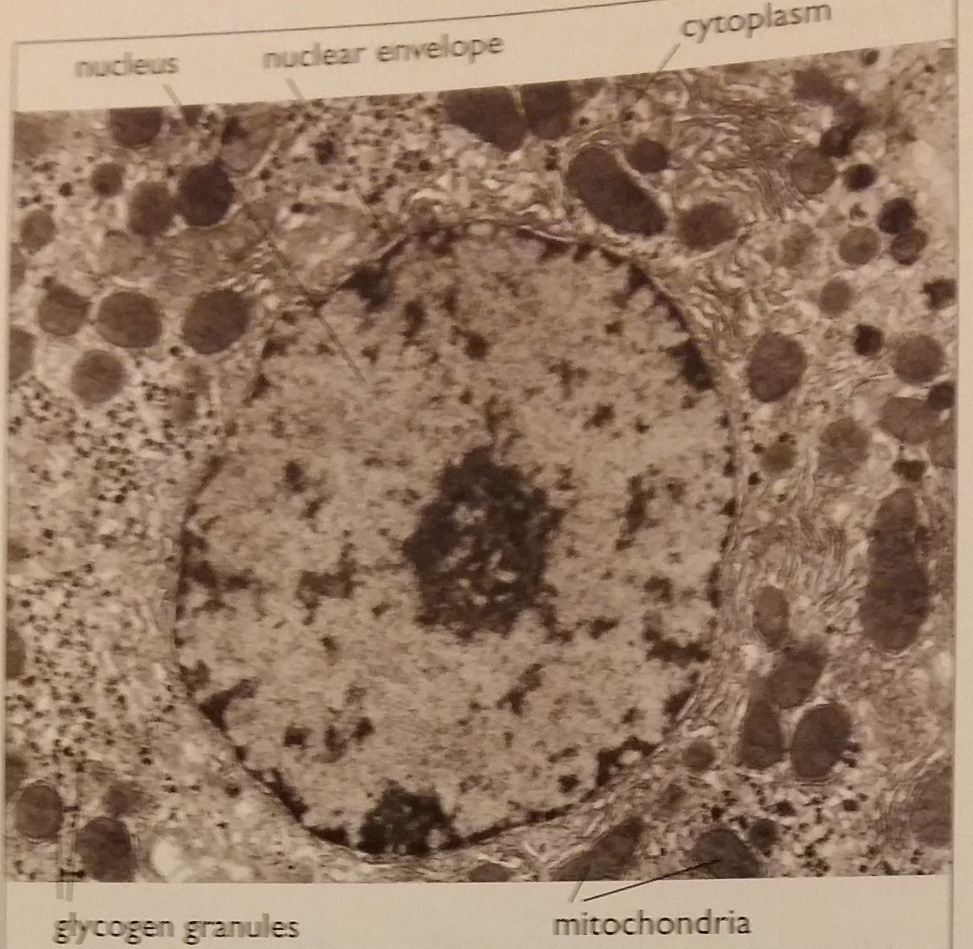 nucleus
nuclear envelope
cytoplasm
glycogen granules
mitochondria